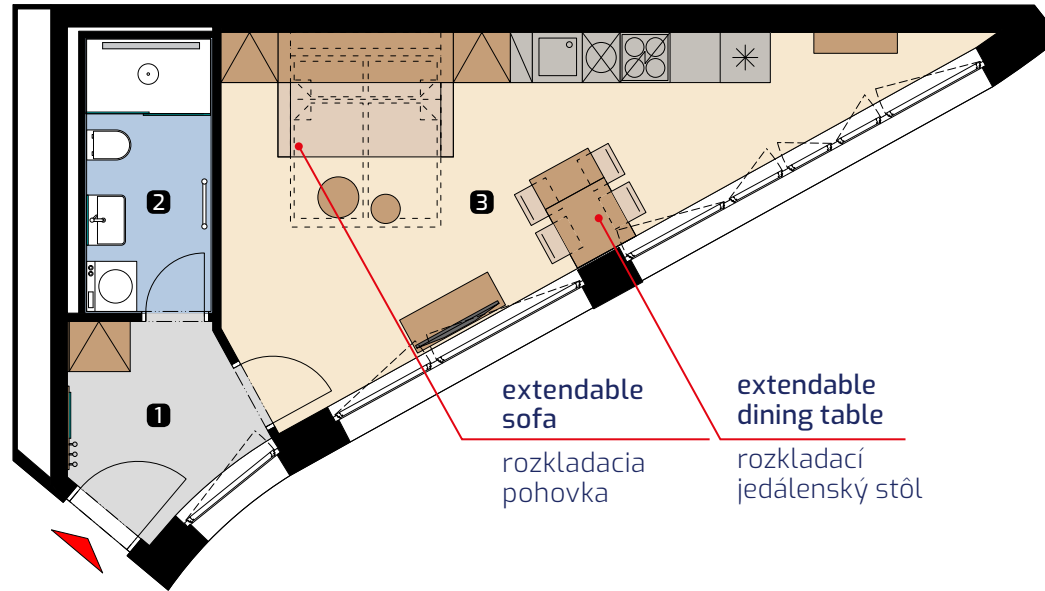 2
3
1
extendable
sofa
rozkladacia
pohovka
extendable
dining table
rozkladací
jedálenský stôl